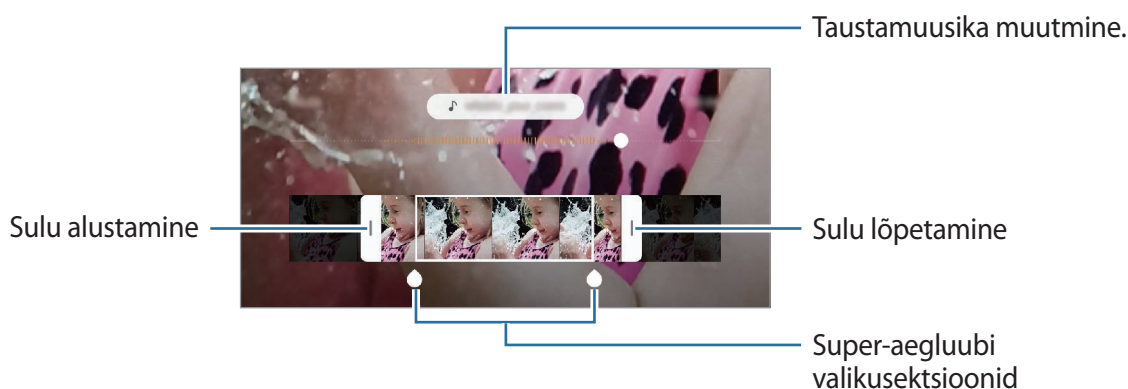 Taustamuusika muutmine.
Sulu alustamine
Sulu lõpetamine
Super-aegluubi
valikusektsioonid